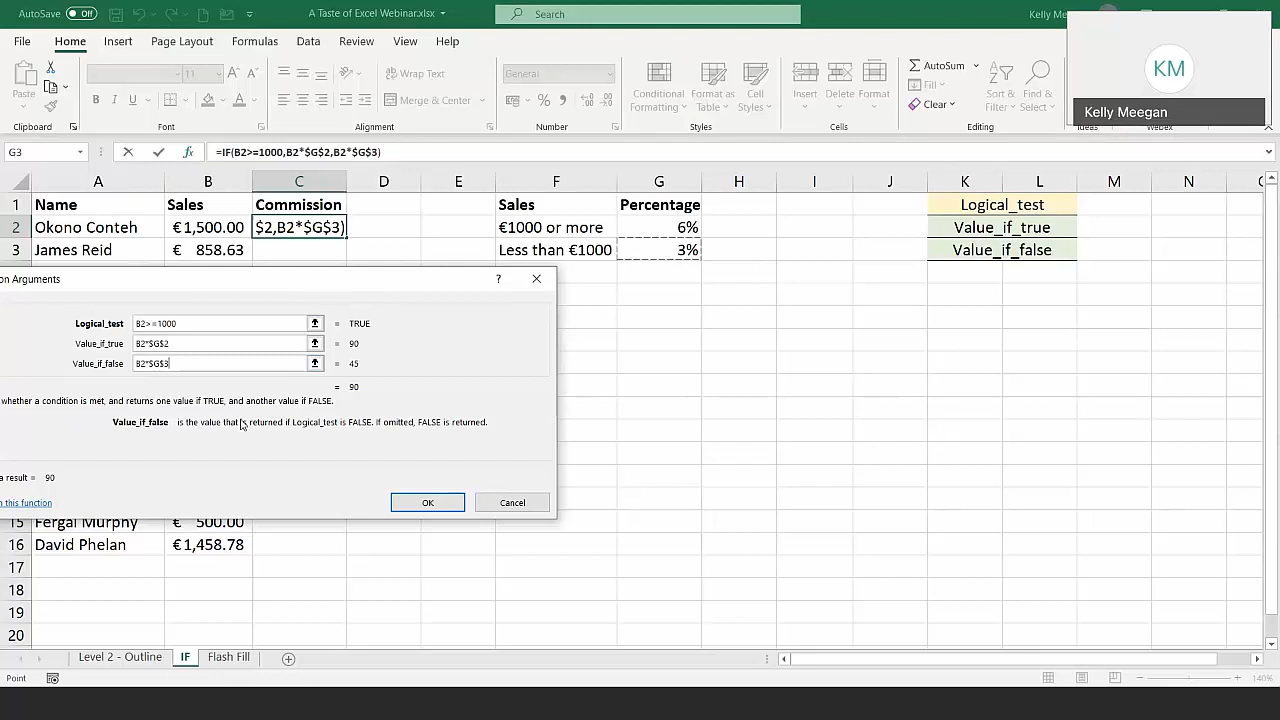 AutoSave Off A Taste of Excel Webinar.xlsx Search Kelly Me
File Home Insert Page Layout Formulas Data Review View Help
KM
Kelly Meegan
Paste 11 Wrap Text General Conditional Formatting Format as Table Cell Styles Insert Delete Format AutoSum Fill Clear Sort & Filter Find & Select
B I U A Merge & Center
Clipboard Font Alignment Number Styles Cells Editing Ideas Webex
G3 fx =IF(B2>=1000,B2*$G$2,B2*$G$3)
A B C D E F G H I J K L M N
1 Name Sales Commission Sales Percentage Logical_test
2 Okono Conteh €1,500.00 $2,B2*$G$3) €1000 or more 6% Value_if_true
3 James Reid € 858.63 Less than €1000 3% Value_if_false
on Arguments ?
Logical_test B2>=1000 = TRUE
Value_if_true B2*$G$2 = 90
Value_if_false B2*$G$3 = 45
= 90
whether a condition is met, and returns one value if TRUE, and another value if FALSE.
Value_if_false is the value that is returned if Logical_test is FALSE. If omitted, FALSE is returned.
a result = 90
n this function OK Cancel
15 Fergal Murphy € 500.00
16 David Phelan €1,458.78
17
18
19
20
Level 2 - Outline IF Flash Fill
Point 140%